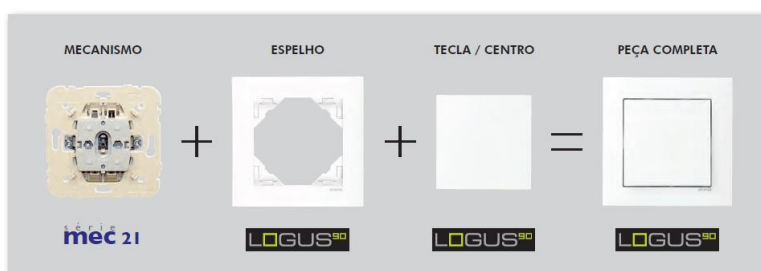 MECANISMO ESPELHO TECLA / CENTRO PEÇA COMPLETA
+ + =
série
mec 21 LOGUS90 LOGUS90 LOGUS90